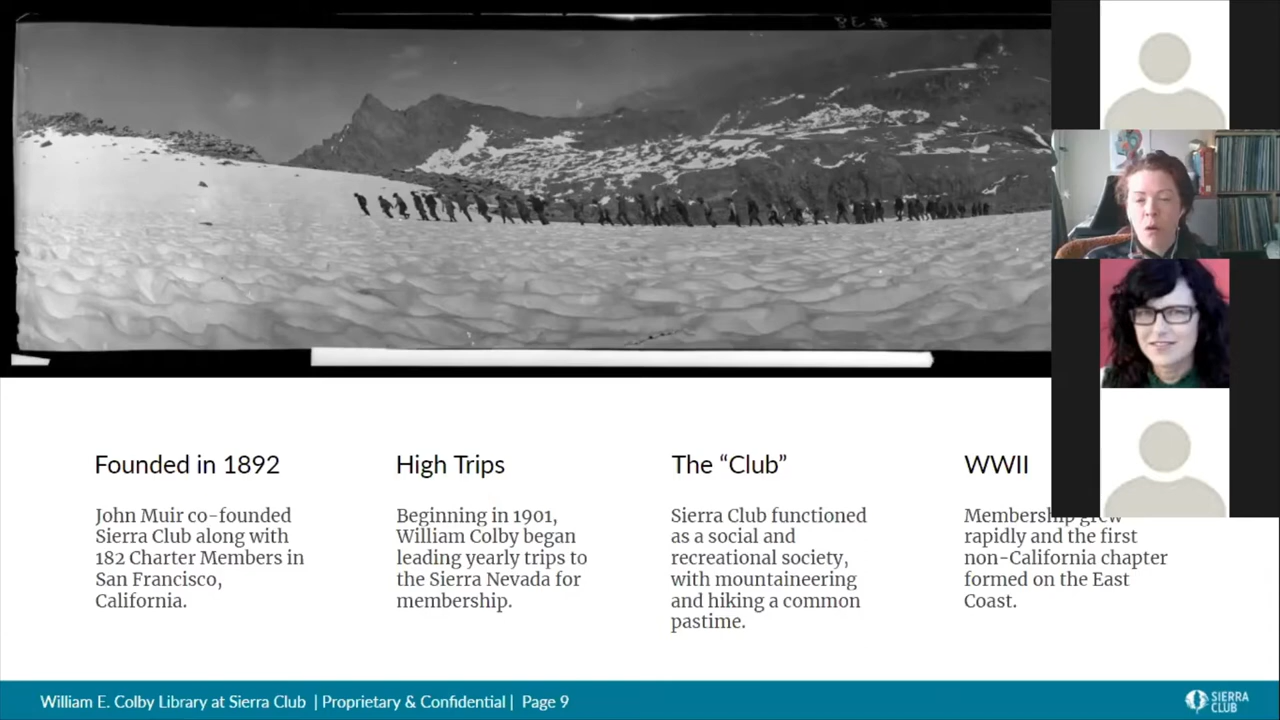 Founded in 1892
John Muir co-founded
Sierra Club along with
182 Charter Members in
San Francisco,
California.
High Trips
Beginning in 1901,
William Colby began
leading yearly trips to
the Sierra Nevada for
membership.
The “Club”
Sierra Club functioned
as a social and
recreational society,
with mountaineering
and hiking a common
pastime.
WWII
Membership grew
rapidly and the first
non-California chapter
formed on the East
Coast.
William E. Colby Library at Sierra Club | Proprietary & Confidential | Page 9
SIERRA
CLUB